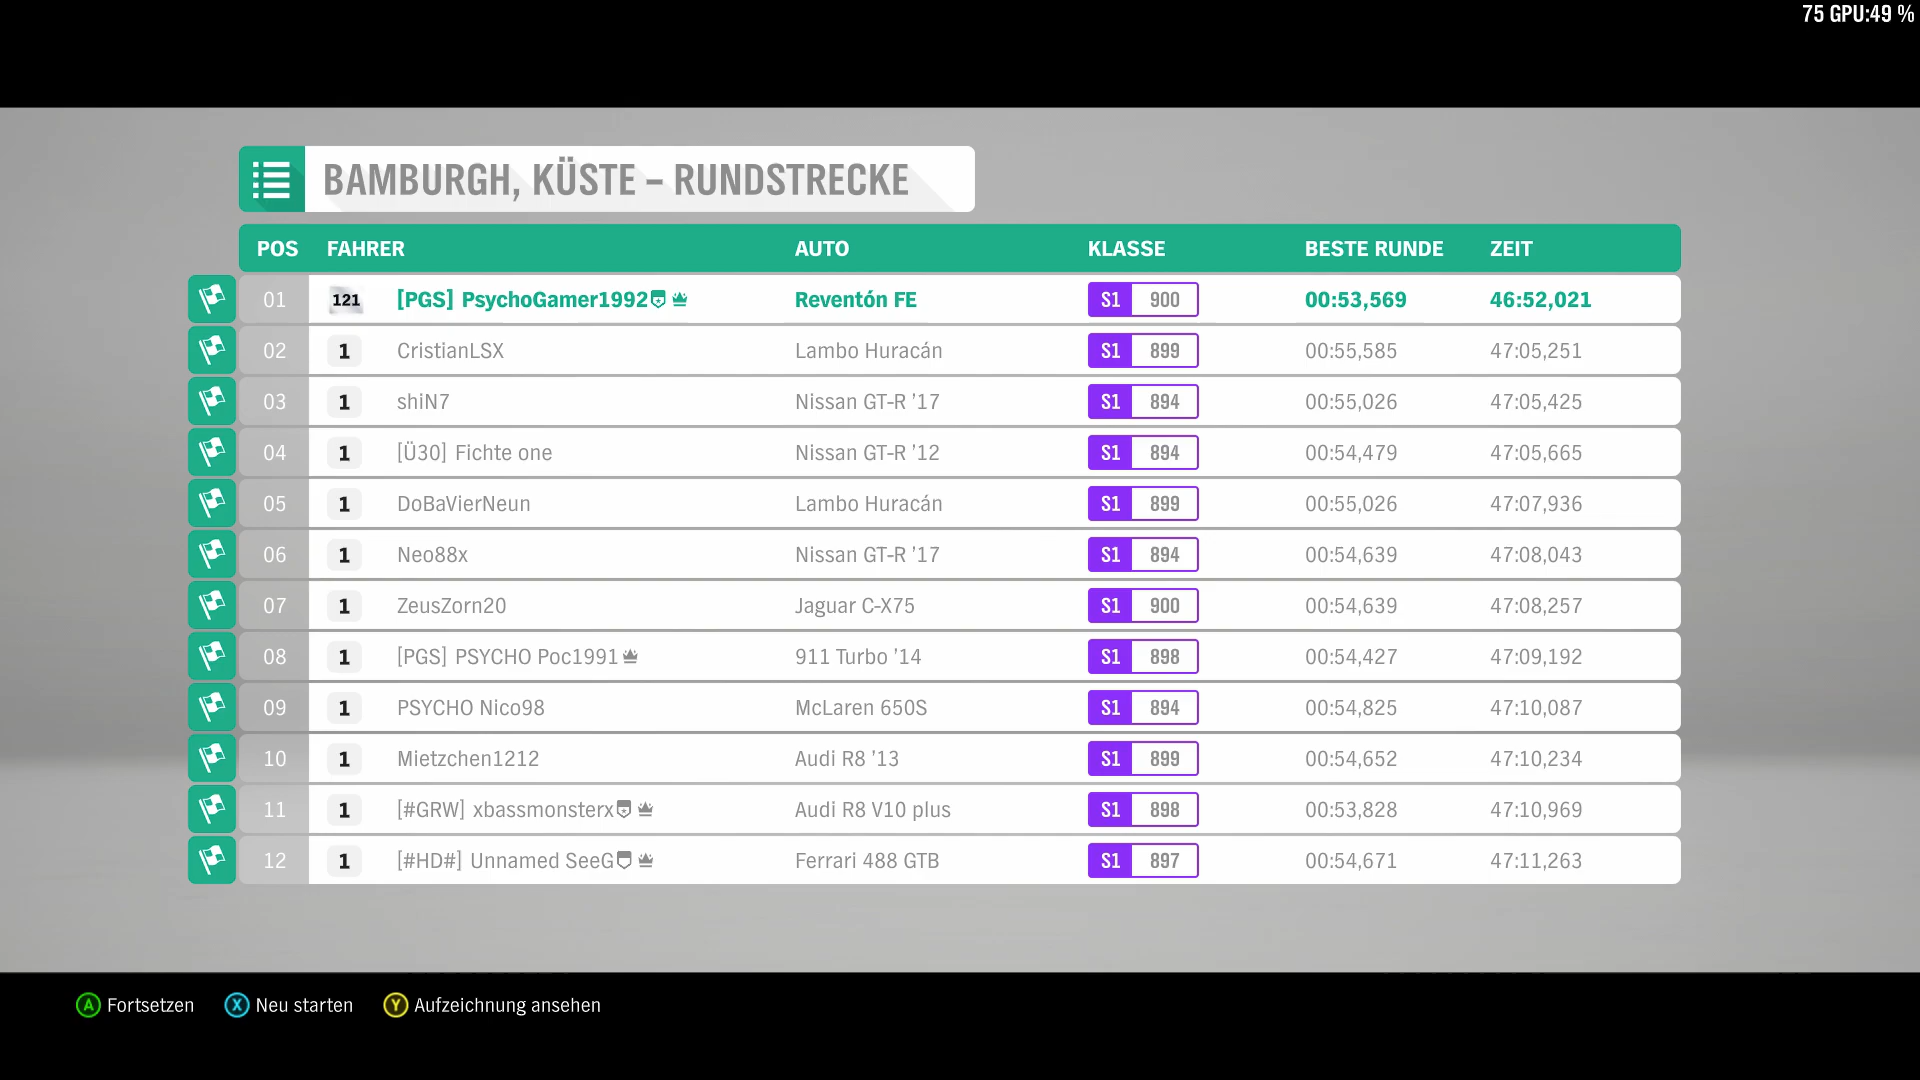 75 GPU:49 %
BAMBURGH, KÜSTE – RUNDSTRECKE
POS FAHRER AUTO KLASSE BESTE RUNDE ZEIT
01 121 [PGS] PsychoGamer1992 Reventón FE S1 900 00:53,569 46:52,021
02 1 CristianLSX Lambo Huracán S1 899 00:55,585 47:05,251
03 1 shiN7 Nissan GT-R ’17 S1 894 00:55,026 47:05,425
04 1 [Ü30] Fichte one Nissan GT-R ’12 S1 894 00:54,479 47:05,665
05 1 DoBaVierNeun Lambo Huracán S1 899 00:55,026 47:07,936
06 1 Neo88x Nissan GT-R ’17 S1 894 00:54,639 47:08,043
07 1 ZeusZorn20 Jaguar C-X75 S1 900 00:54,639 47:08,257
08 1 [PGS] PSYCHO Poc1991 911 Turbo ’14 S1 898 00:54,427 47:09,192
09 1 PSYCHO Nico98 McLaren 650S S1 894 00:54,825 47:10,087
10 1 Mietzchen1212 Audi R8 ’13 S1 899 00:54,652 47:10,234
11 1 [#GRW] xbassmonsterx Audi R8 V10 plus S1 898 00:53,828 47:10,969
12 1 [#HD#] Unnamed SeeG Ferrari 488 GTB S1 897 00:54,671 47:11,263
A Fortsetzen X Neu starten Y Aufzeichnung ansehen